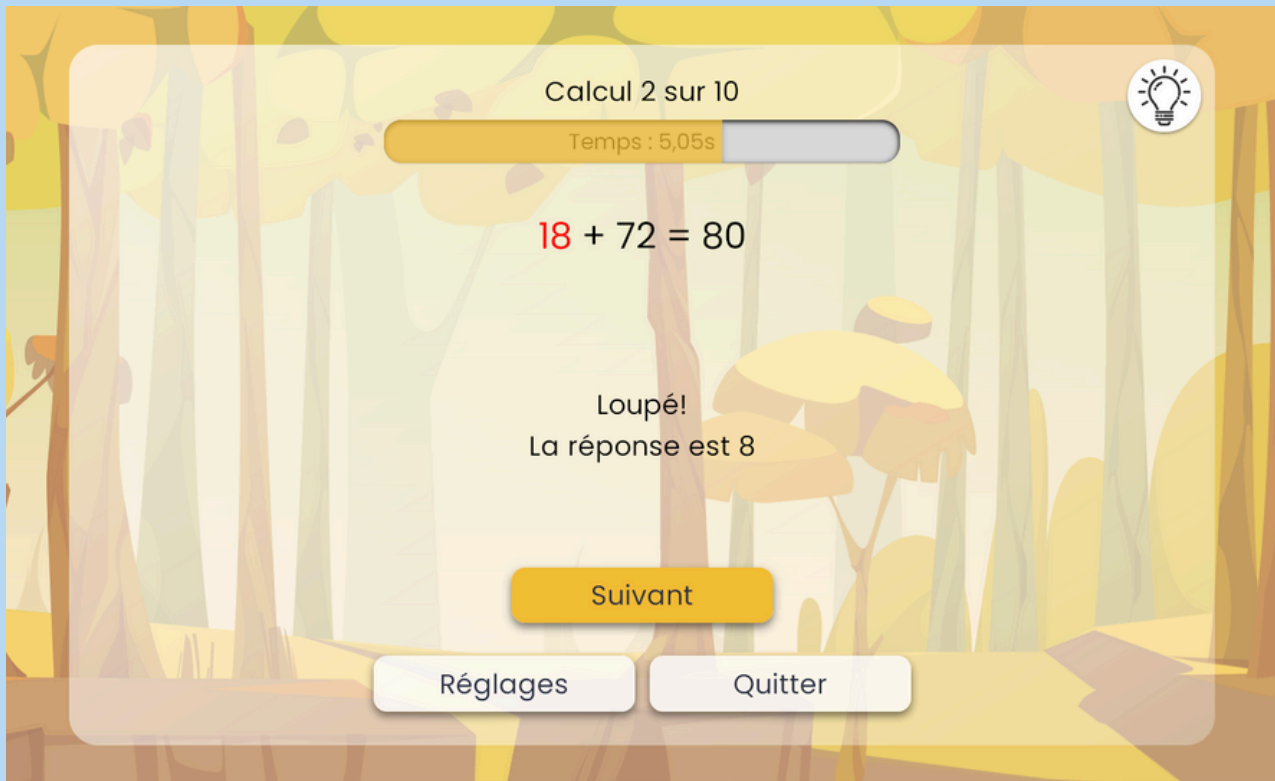 Calcul 2 sur 10
Temps : 5,05s
18 + 72 = 80
Loupé!
La réponse est 8
Suivant
Réglages
Quitter